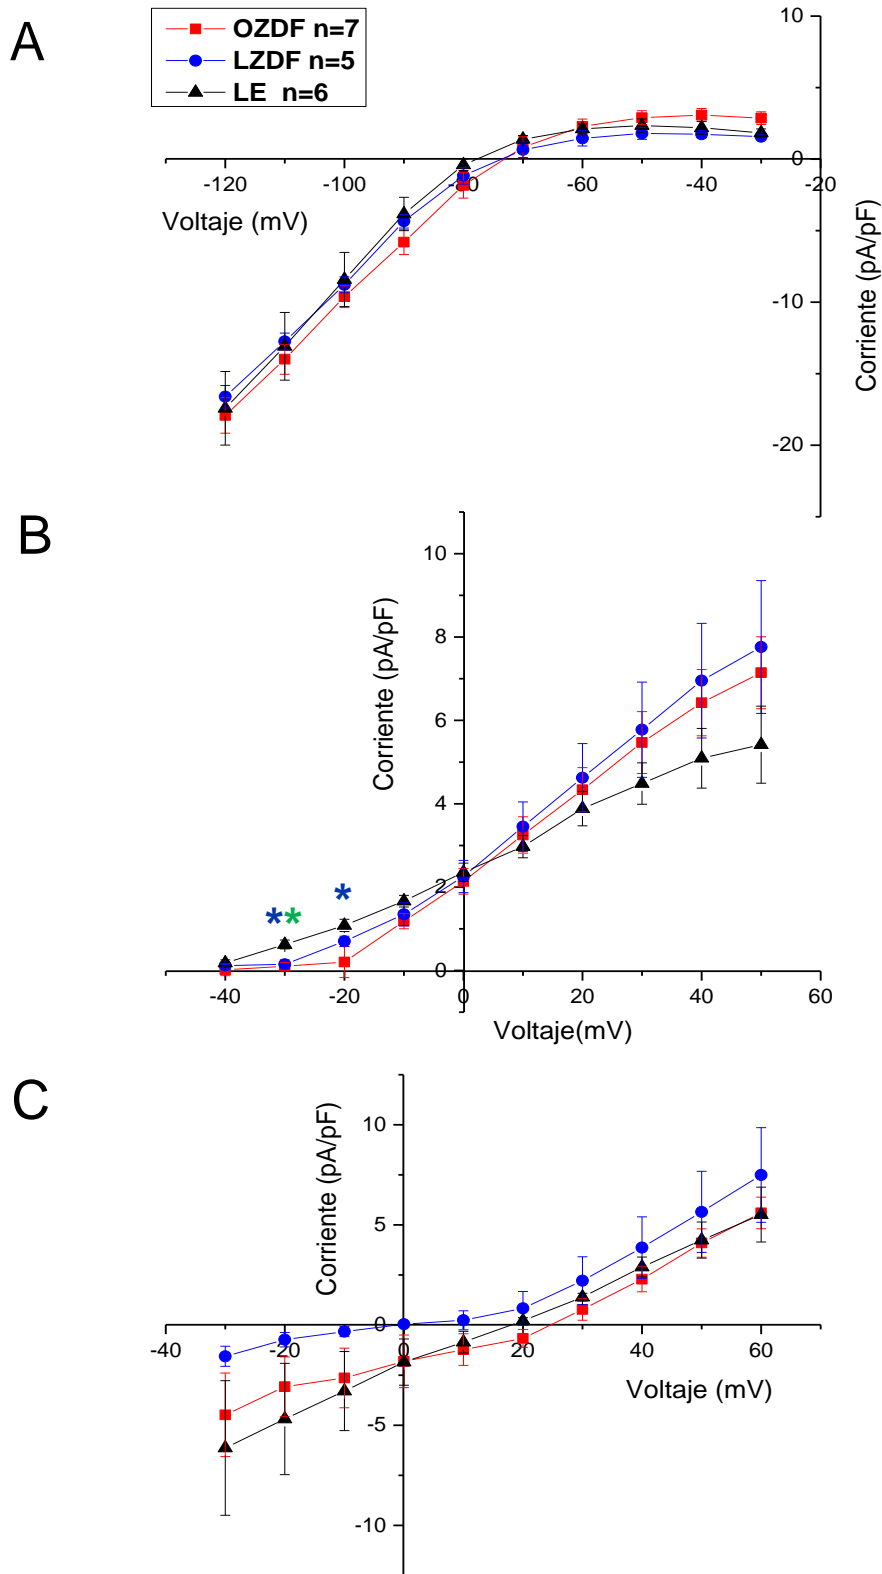 A
OZDF n=7
LZDF n=5
LE n=6
10
0
-10
-20
-120 -100 -80 -60 -40 -20
Voltaje (mV)
Corriente (pA/pF)
B
10
8
6
4
2
0
Corriente (pA/pF)
* * *
-40 -20 0 20 40 60
Voltaje(mV)
C
10
5
0
-5
-10
Corriente (pA/pF)
-40 -20 0 20 40 60
Voltaje (mV)